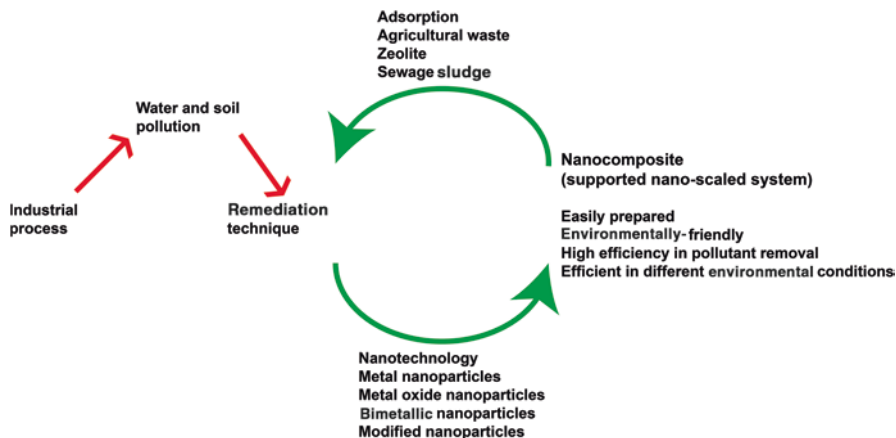 Adsorption
Agricultural waste
Zeolite
Sewage sludge
Water and soil
pollution
Industrial
process
Remediation
technique
Nanocomposite
(supported nano-scaled system)
Easily prepared
Environmentally-friendly
High efficiency in pollutant removal
Efficient in different environmental conditions
Nanotechnology
Metal nanoparticles
Metal oxide nanoparticles
Bimetallic nanoparticles
Modified nanoparticles